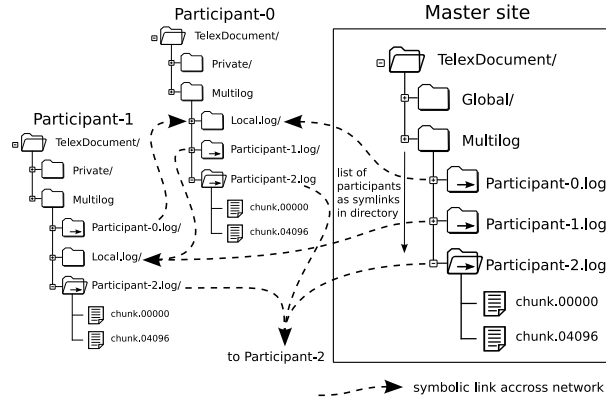 Participant-0
TelexDocument/
Private/
Multilog
Local.log/
Participant-1.log/
Participant-2.log/
chunk.00000
chunk.04096
Participant-1
TelexDocument/
Private/
Multilog
Participant-0.log/
Local.log/
Participant-2.log/
chunk.00000
chunk.04096
to Participant-2
Master site
TelexDocument/
Global/
Multilog
list of
participants
as symlinks
in directory
Participant-0.log
Participant-1.log
Participant-2.log
chunk.00000
chunk.04096
symbolic link accross network